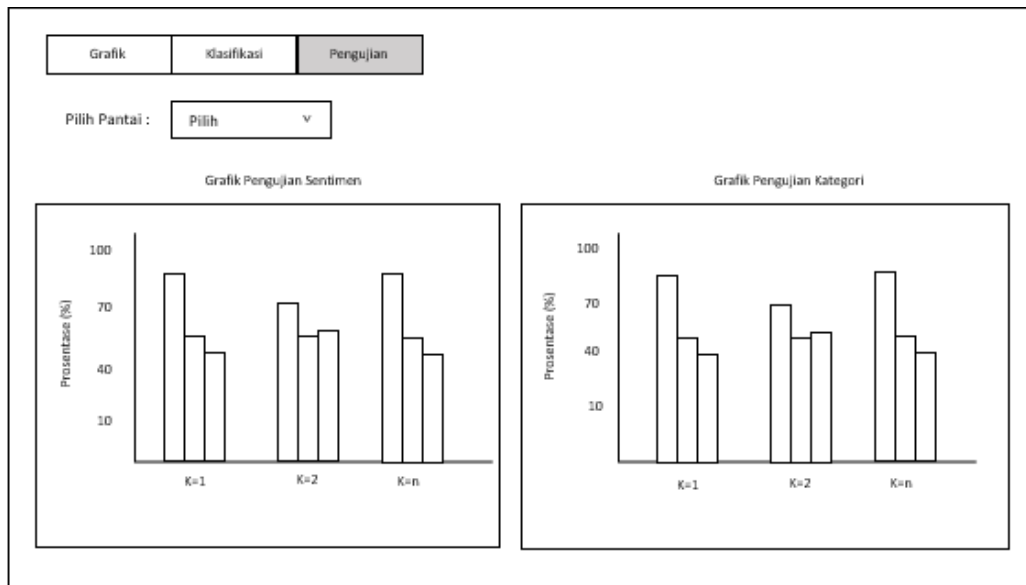 Grafik
Klasifikasi
Pengujian
Pilih Pantai :
Pilih
v
Grafik Pengujian Sentimen
Prosentase (%)
100
70
40
10
K=1
K=2
K=n
Grafik Pengujian Kategori
Prosentase (%)
100
70
40
10
K=1
K=2
K=n